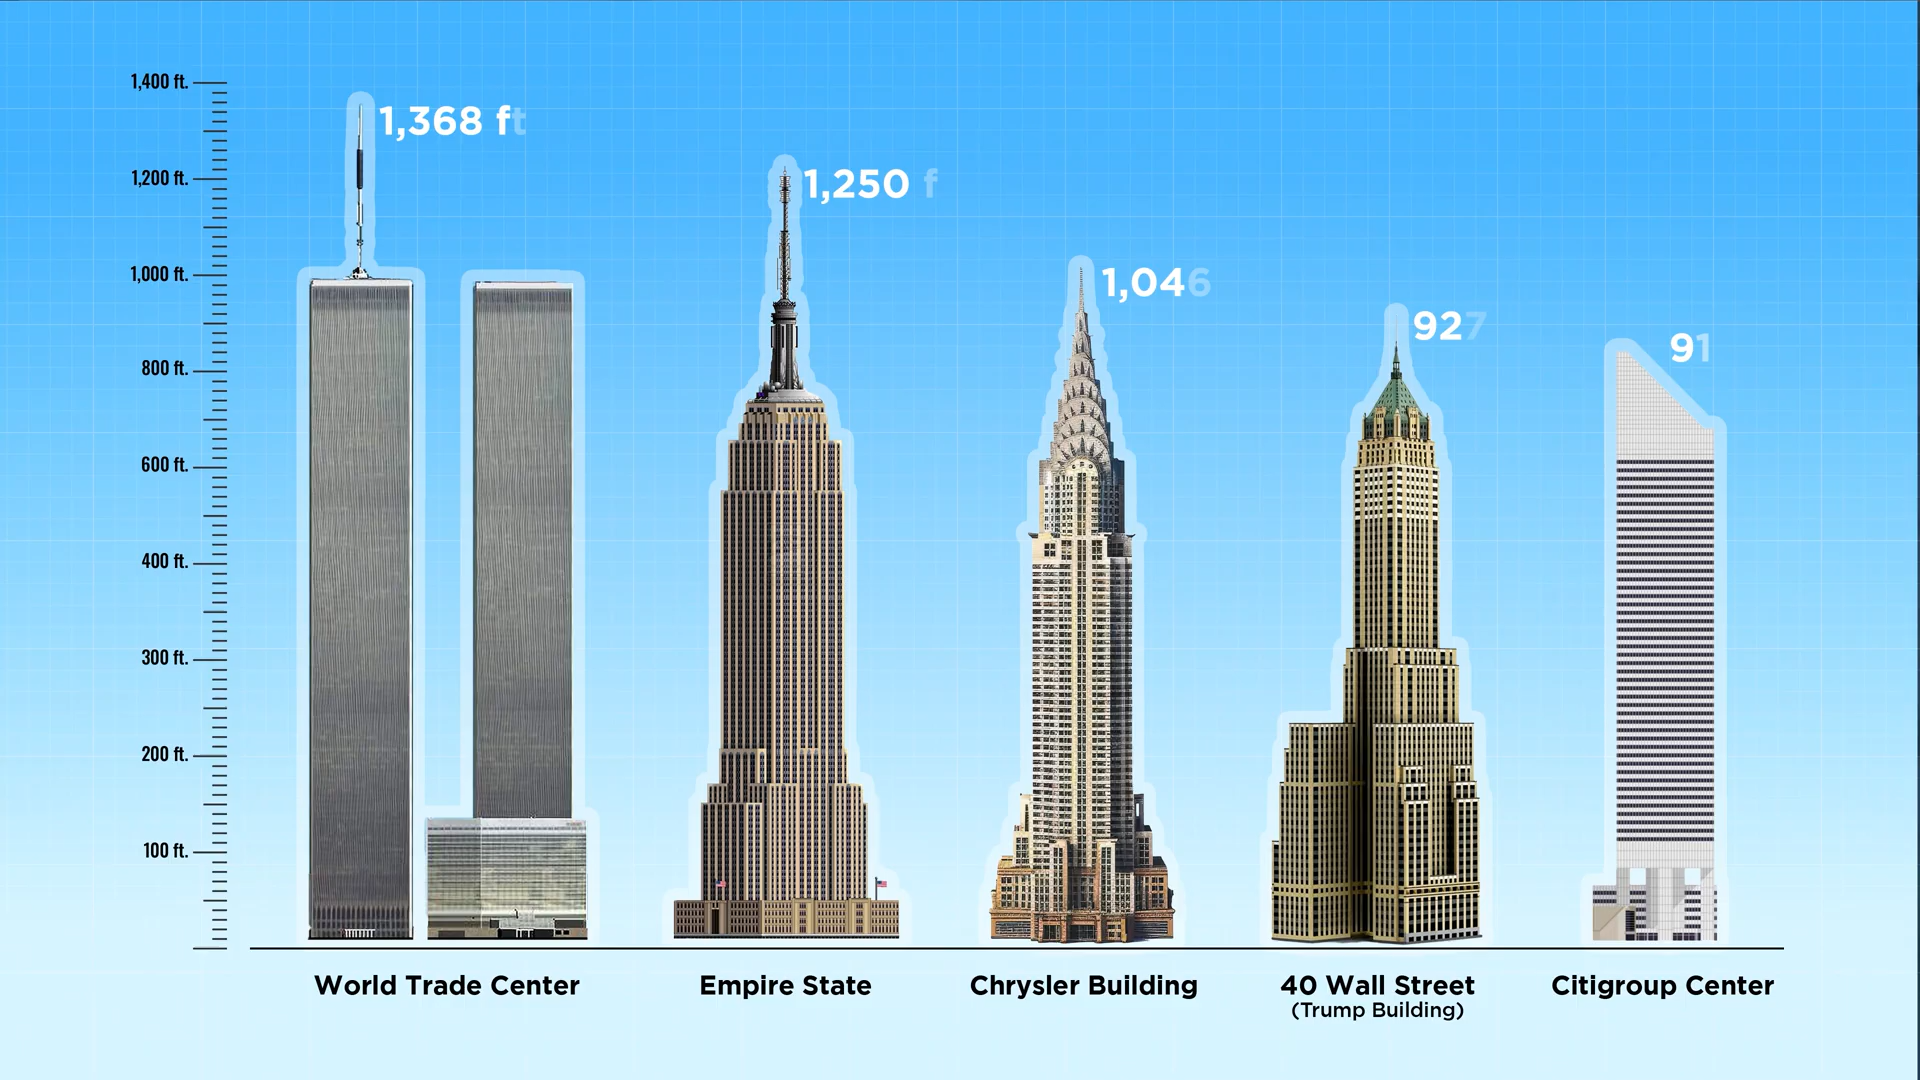 1,400 ft.
1,368 ft
1,200 ft.
1,250 f
1,000 ft.
1,046
927
800 ft.
91
600 ft.
400 ft.
300 ft.
200 ft.
100 ft.
World Trade Center
Empire State
Chrysler Building
40 Wall Street
(Trump Building)
Citigroup Center